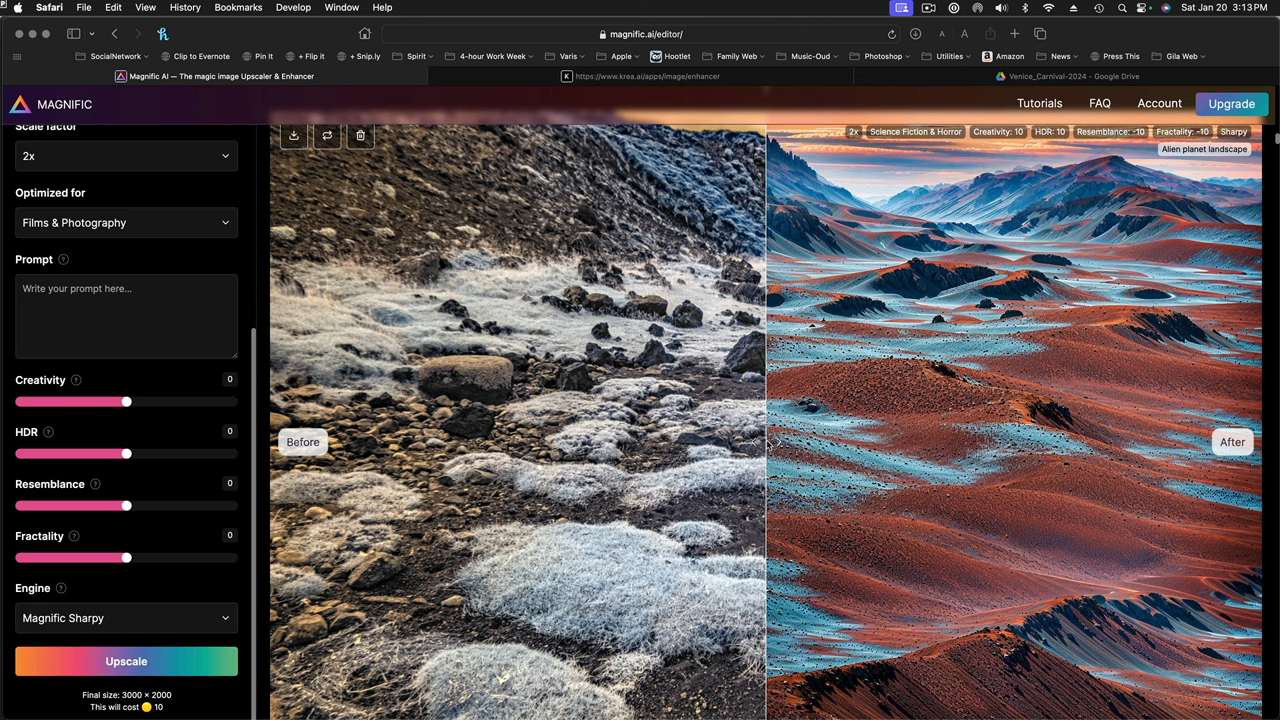 Safari File Edit View History Bookmarks Develop Window Help Sat Jan 20 3:13 PM
magnific.ai/editor/
SocialNetwork Clip to Evernote Pin It + Flip it + Snip.ly Spirit 4-hour Work Week Varis Apple Hootlet Family Web Music-Oud Photoshop Utilities Amazon News Press This Gila Web
Magnific AI — The magic image Upscaler & Enhancer https://www.krea.ai/apps/image/enhancer Venice_Carnival-2024 - Google Drive
MAGNIFIC Tutorials FAQ Account Upgrade
Scale factor
2x Science Fiction & Horror Creativity: 10 HDR: 10 Resemblance: -10 Fractality: -10 Sharpy
Alien planet landscape
2x
Optimized for
Films & Photography
Prompt
Write your prompt here...
Creativity 0
HDR 0
Before After
Resemblance 0
Fractality 0
Engine
Magnific Sharpy
Upscale
Final size: 3000 × 2000
This will cost 10